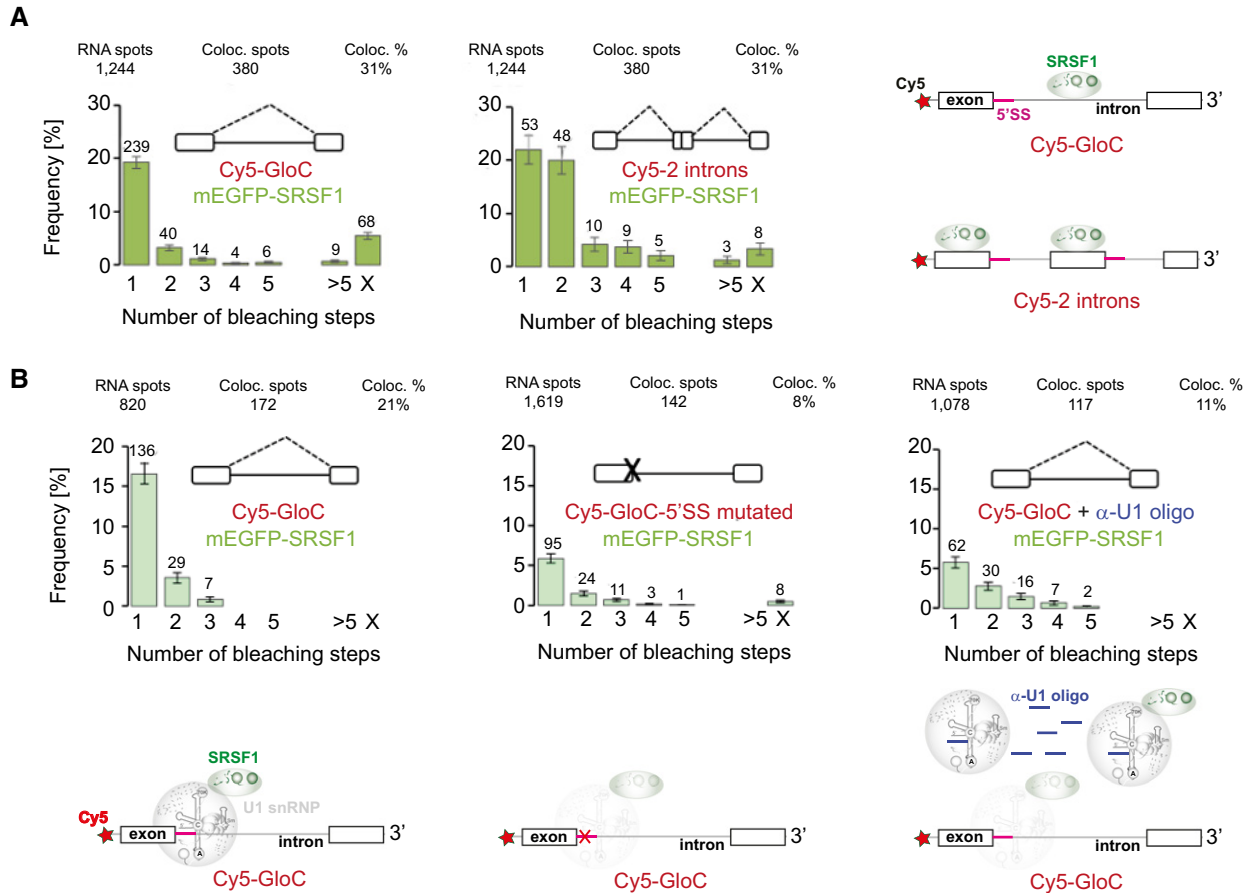 A
RNA spots Coloc. spots Coloc. %
1,244 380 31%
RNA spots Coloc. spots Coloc. %
1,244 380 31%
Frequency [%]
30
20
10
0
239
40
14
4
6
9
68
Cy5-GloC
mEGFP-SRSF1
1 2 3 4 5 >5 X
Number of bleaching steps
30
20
10
0
53
48
10
9
5
3
8
Cy5-2 introns
mEGFP-SRSF1
1 2 3 4 5 >5 X
Number of bleaching steps
SRSF1
Q
Cy5
exon
5'SS
intron
3'
Cy5-GloC
Q
Q
3'
Cy5-2 introns
B
RNA spots Coloc. spots Coloc. %
820 172 21%
Frequency [%]
20
15
10
5
0
136
29
7
Cy5-GloC
mEGFP-SRSF1
1 2 3 4 5 >5 X
Number of bleaching steps
RNA spots Coloc. spots Coloc. %
1,619 142 8%
20
15
10
5
0
95
24
11
3
1
8
X
Cy5-GloC-5'SS mutated
mEGFP-SRSF1
1 2 3 4 5 >5 X
Number of bleaching steps
RNA spots Coloc. spots Coloc. %
1,078 117 11%
20
15
10
5
0
62
30
16
7
2
Cy5-GloC + α-U1 oligo
mEGFP-SRSF1
1 2 3 4 5 >5 X
Number of bleaching steps
SRSF1
Q
U1 snRNP
C
A
Cy5
exon
intron
3'
Cy5-GloC
exon
intron
3'
Cy5-GloC
α-U1 oligo
Q
C
A
C
A
exon
intron
3'
Cy5-GloC